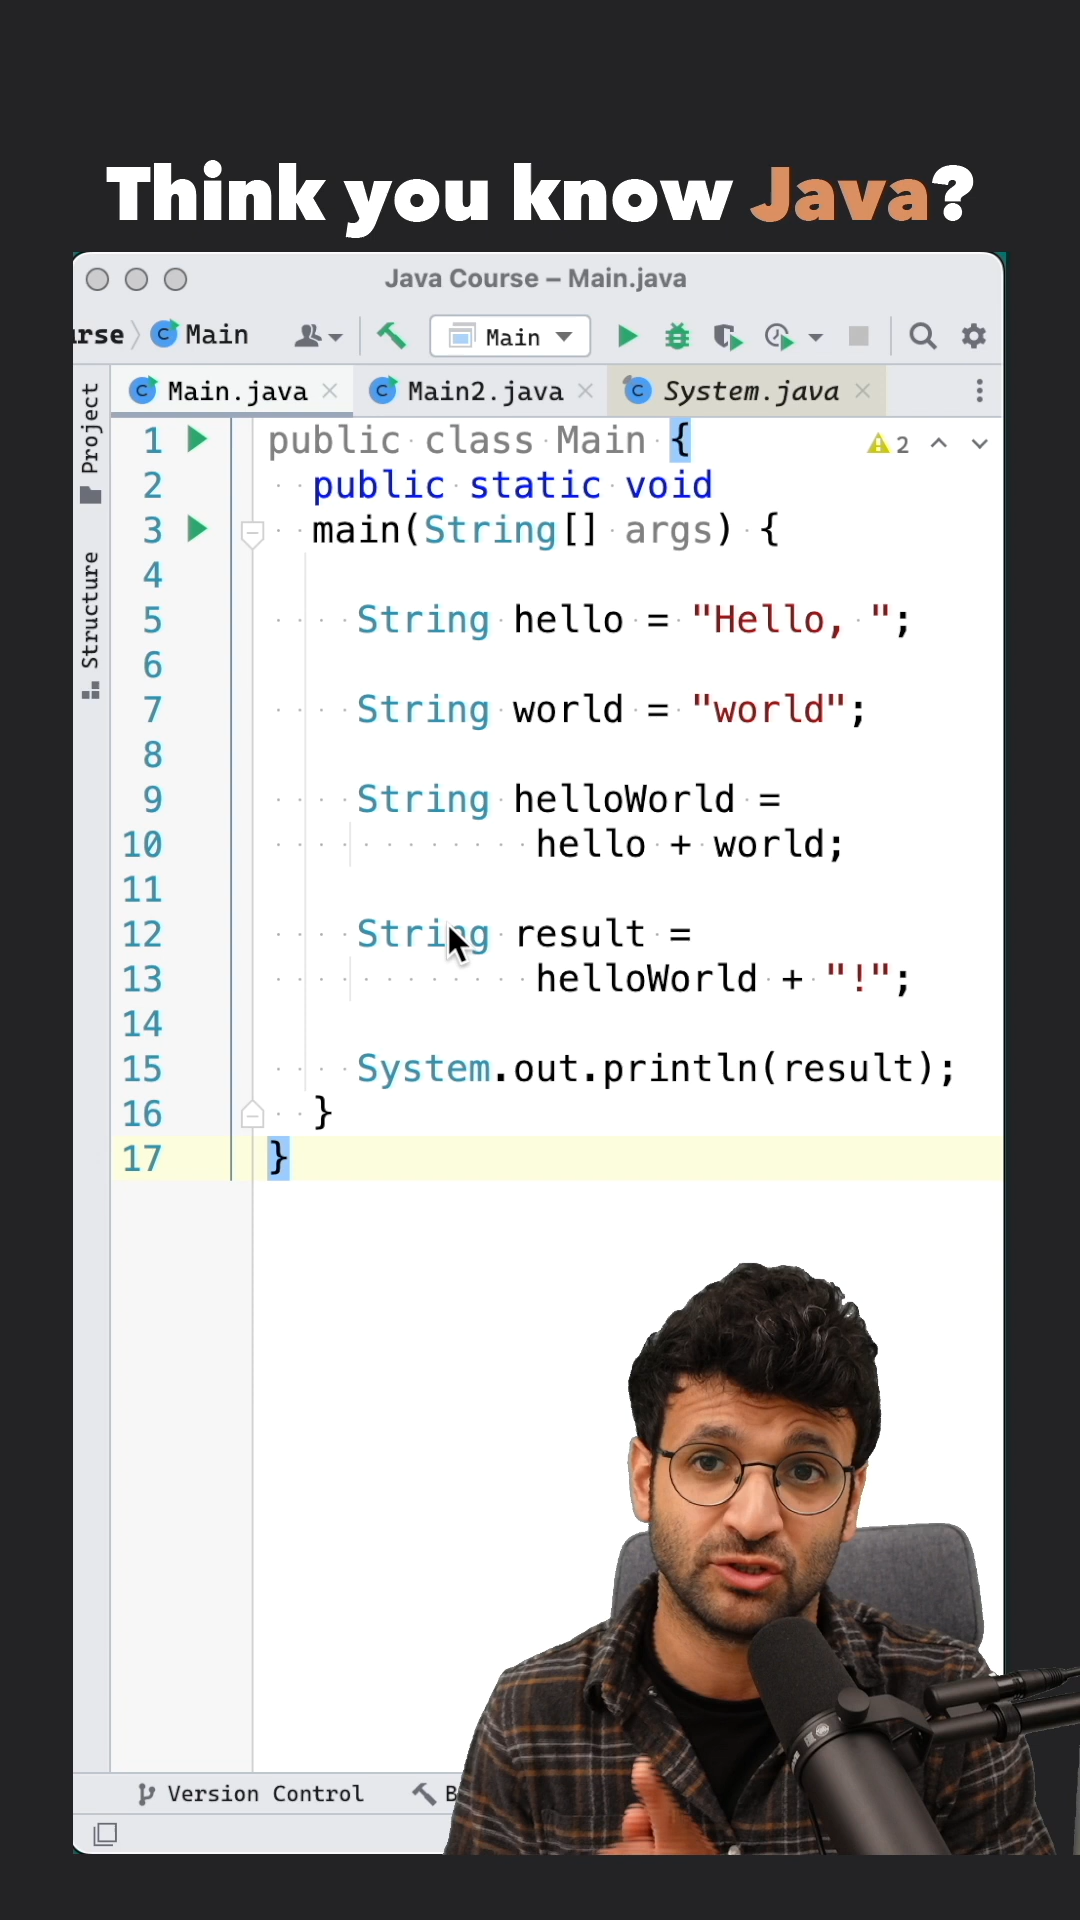 Think you know Java?
Java Course – Main.java
Main
Main
Main.java
Main2.java
System.java
Project
Structure
1 public class Main {
2
2 public static void
3 main(String[] args) {
4
5 String hello = "Hello, ";
6
7 String world = "world";
8
9 String helloWorld =
10 hello + world;
11
12 String result =
13 helloWorld + "!";
14
15 System.out.println(result);
16 }
17 }
Version Control